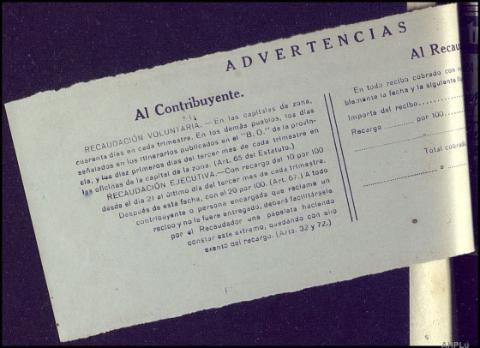 ADVERTENCIAS
Al Contribuyente.
RECAUDACIÓN VOLUNTARIA.—En las capitales de zona,
cuarenta días en cada trimestre. En los demás pueblos, los días
señalados en los itinerarios publicados en el "B. O." de la provin-
cia, y los diez primeros días del tercer mes de cada trimestre en
las oficinas de la capital de la zona. (Art. 65 del Estatuto.)
RECAUDACIÓN EJECUTIVA.—Con recargo del 10 por 100
desde el día 21 al último día del tercer mes de cada trimestre.
Después de esta fecha, con el 20 por 100. (Art. 67.) A todo
contribuyente o persona encargada que reclame un
recibo y no le fuere entregado, deberá facilitársele
por el Recaudador una papeleta haciendo
constar este extremo, quedando con ello
exento del recargo. (Arts. 32 y 72.)
Al Recau
En todo recibo cobrado con
blemente la fecha y la siguiente
Importe del recibo
Recargo por 100
Total cobrado